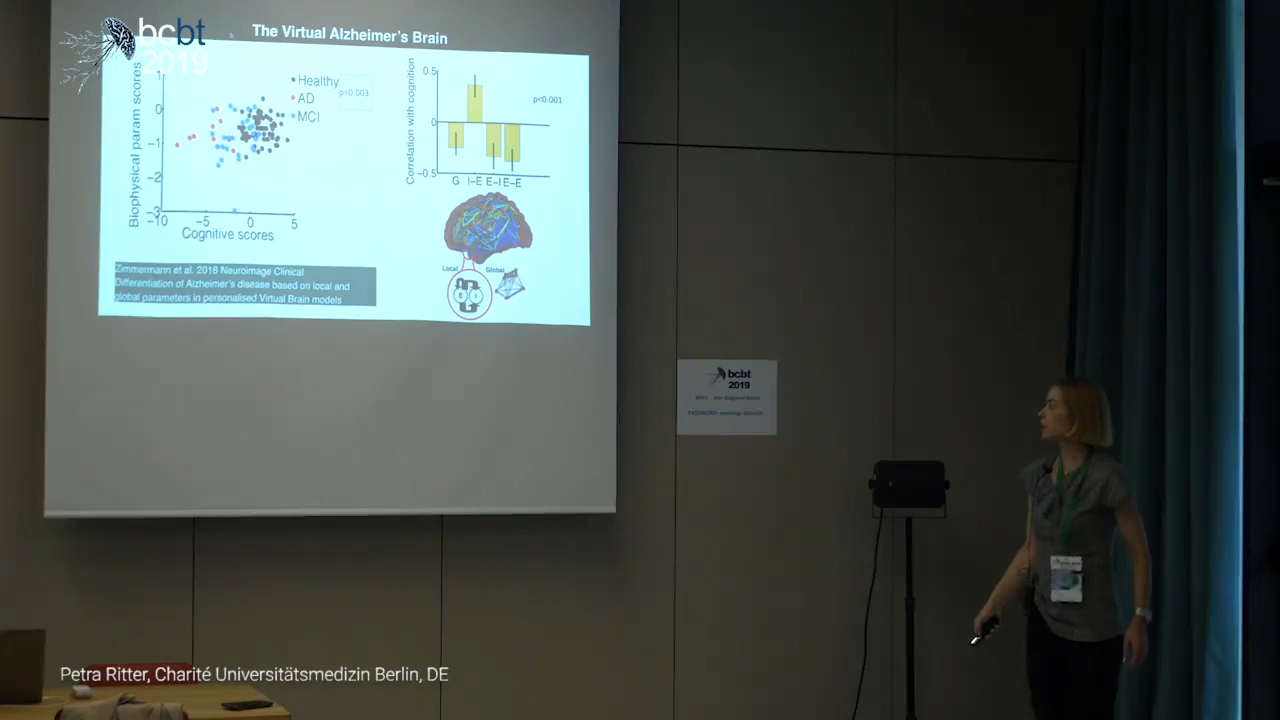 bcbt
2019
The Virtual Alzheimer's Brain
Biophysical param scores
1
0
−1
−2
−3
−10
−5
0
5
Cognitive scores
Healthy
AD
MCI
p=0.003
Correlation with cognition
0.5
0
−0.5
G I−E E−I E−E
p<0.001
Zimmermann et al. 2018 Neuroimage Clinical
Differentiation of Alzheimer's disease based on local and
global parameters in personalised Virtual Brain models
Local
Global
E I
bcbt
2019
PASSWORD:
Petra Ritter, Charité Universitätsmedizin Berlin, DE